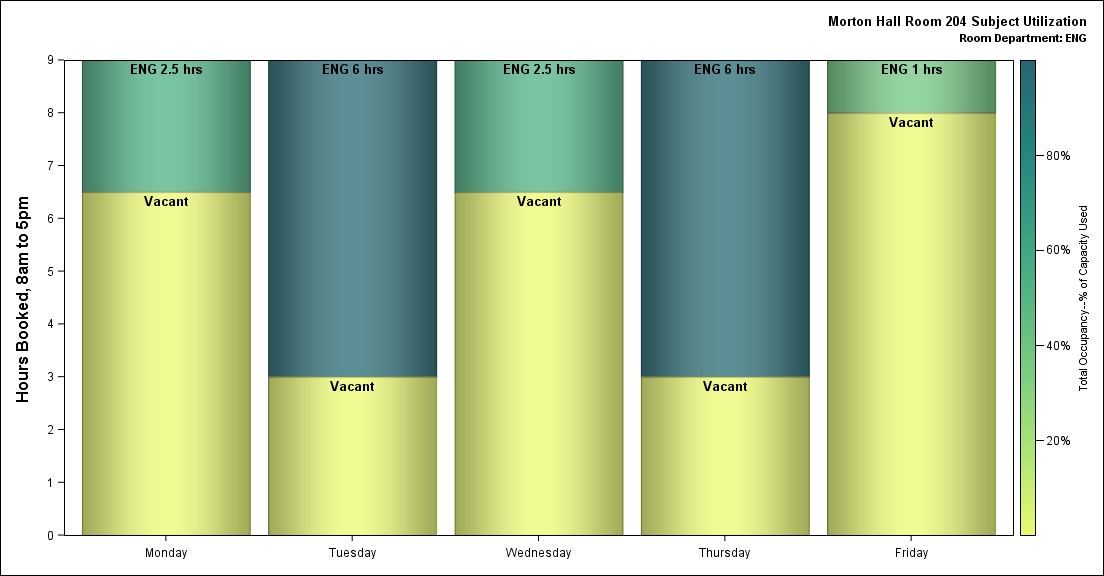 Morton Hall Room 204 Subject Utilization
Room Department: ENG
Hours Booked, 8am to 5pm
9
8
7
6
5
4
3
2
1
0
ENG 2.5 hrs
Vacant
ENG 6 hrs
Vacant
ENG 2.5 hrs
Vacant
ENG 6 hrs
Vacant
ENG 1 hrs
Vacant
Monday
Tuesday
Wednesday
Thursday
Friday
80%
60%
40%
20%
Total Occupancy--% of Capacity Used